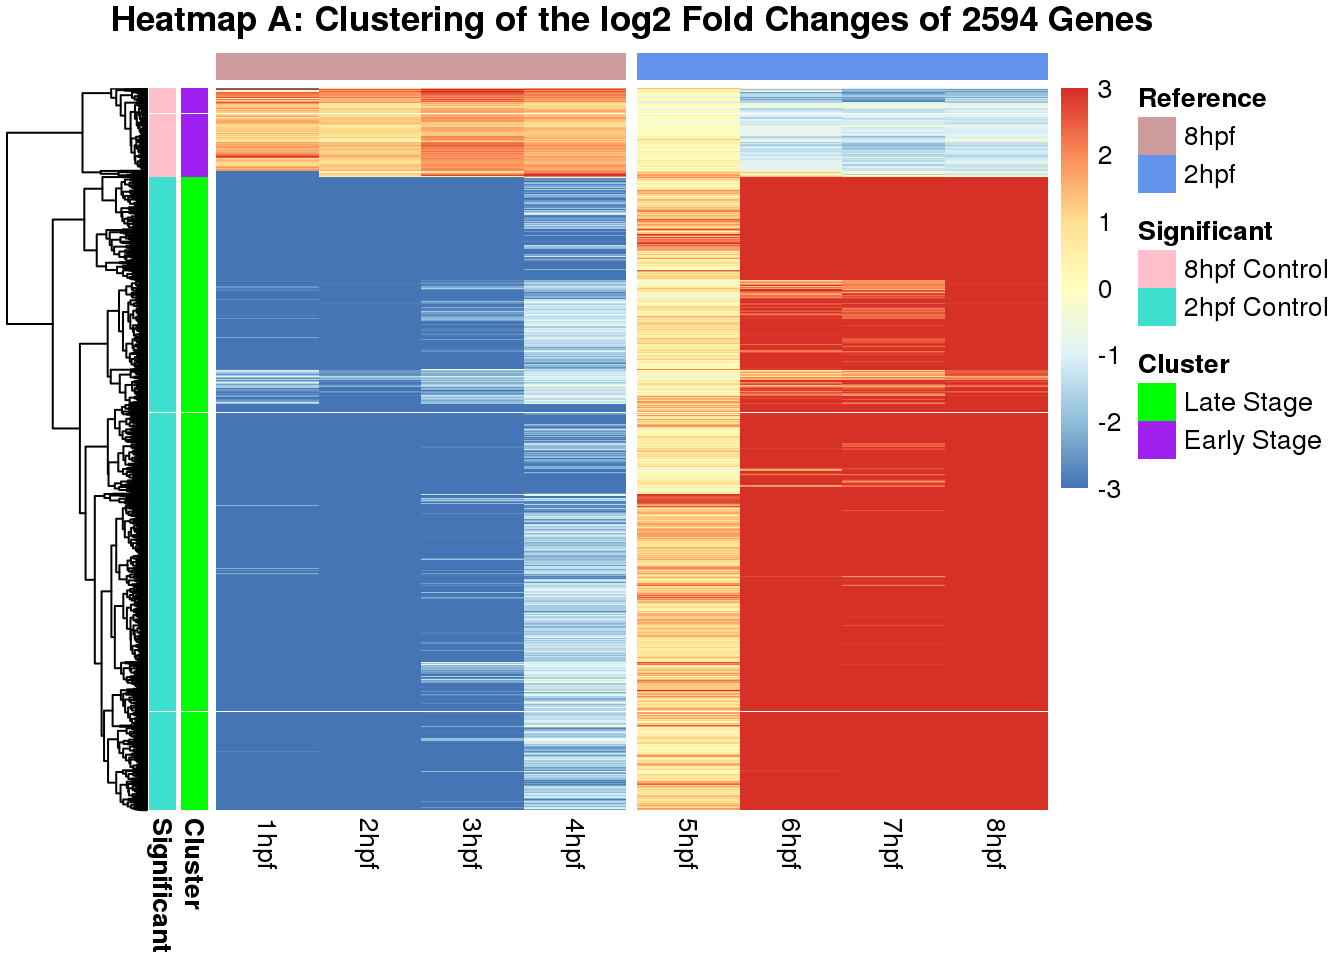 Heatmap A: Clustering of the log2 Fold Changes of 2594 Genes
3
2
1
0
-1
-2
-3
Reference
8hpf
2hpf
Significant
8hpf Control
2hpf Control
Cluster
Late Stage
Early Stage
Significant
Cluster
1hpf
2hpf
3hpf
4hpf
5hpf
6hpf
7hpf
8hpf